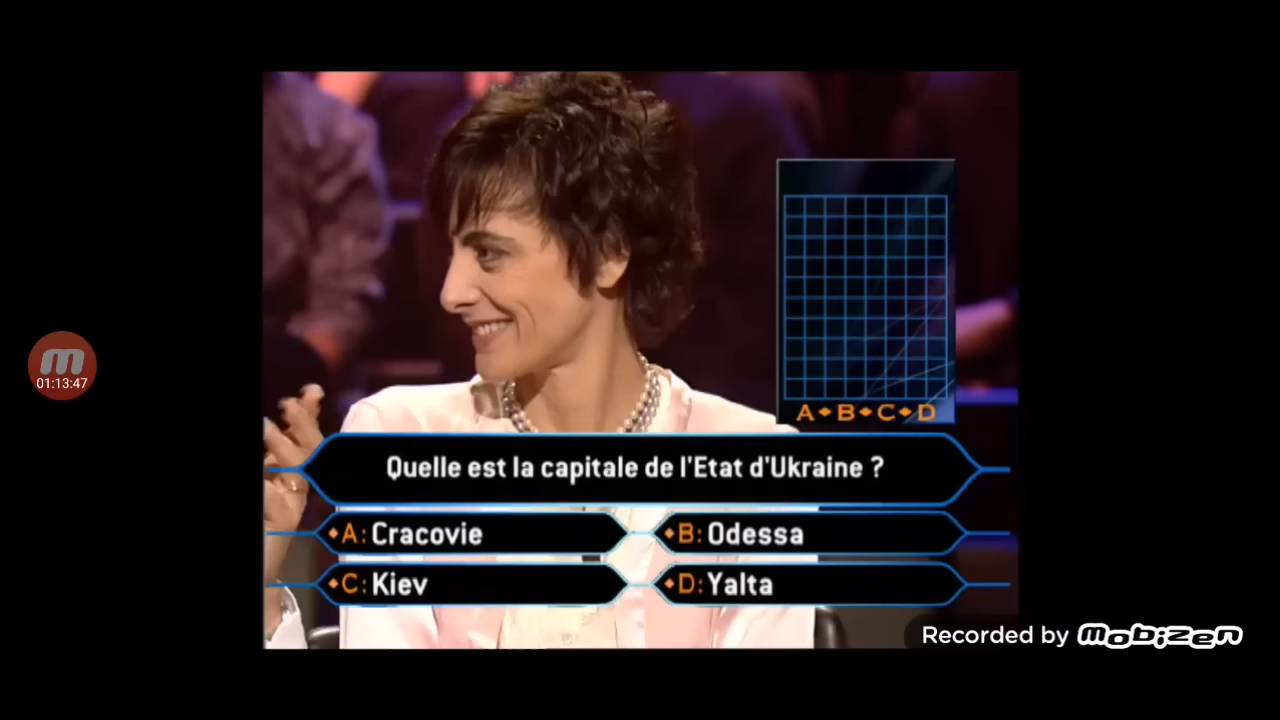 A♦B♦C♦D
Quelle est la capitale de l'Etat d'Ukraine ?
♦A: Cracovie
♦B: Odessa
♦C: Kiev
♦D: Yalta
01:13:47
Recorded by mobizen